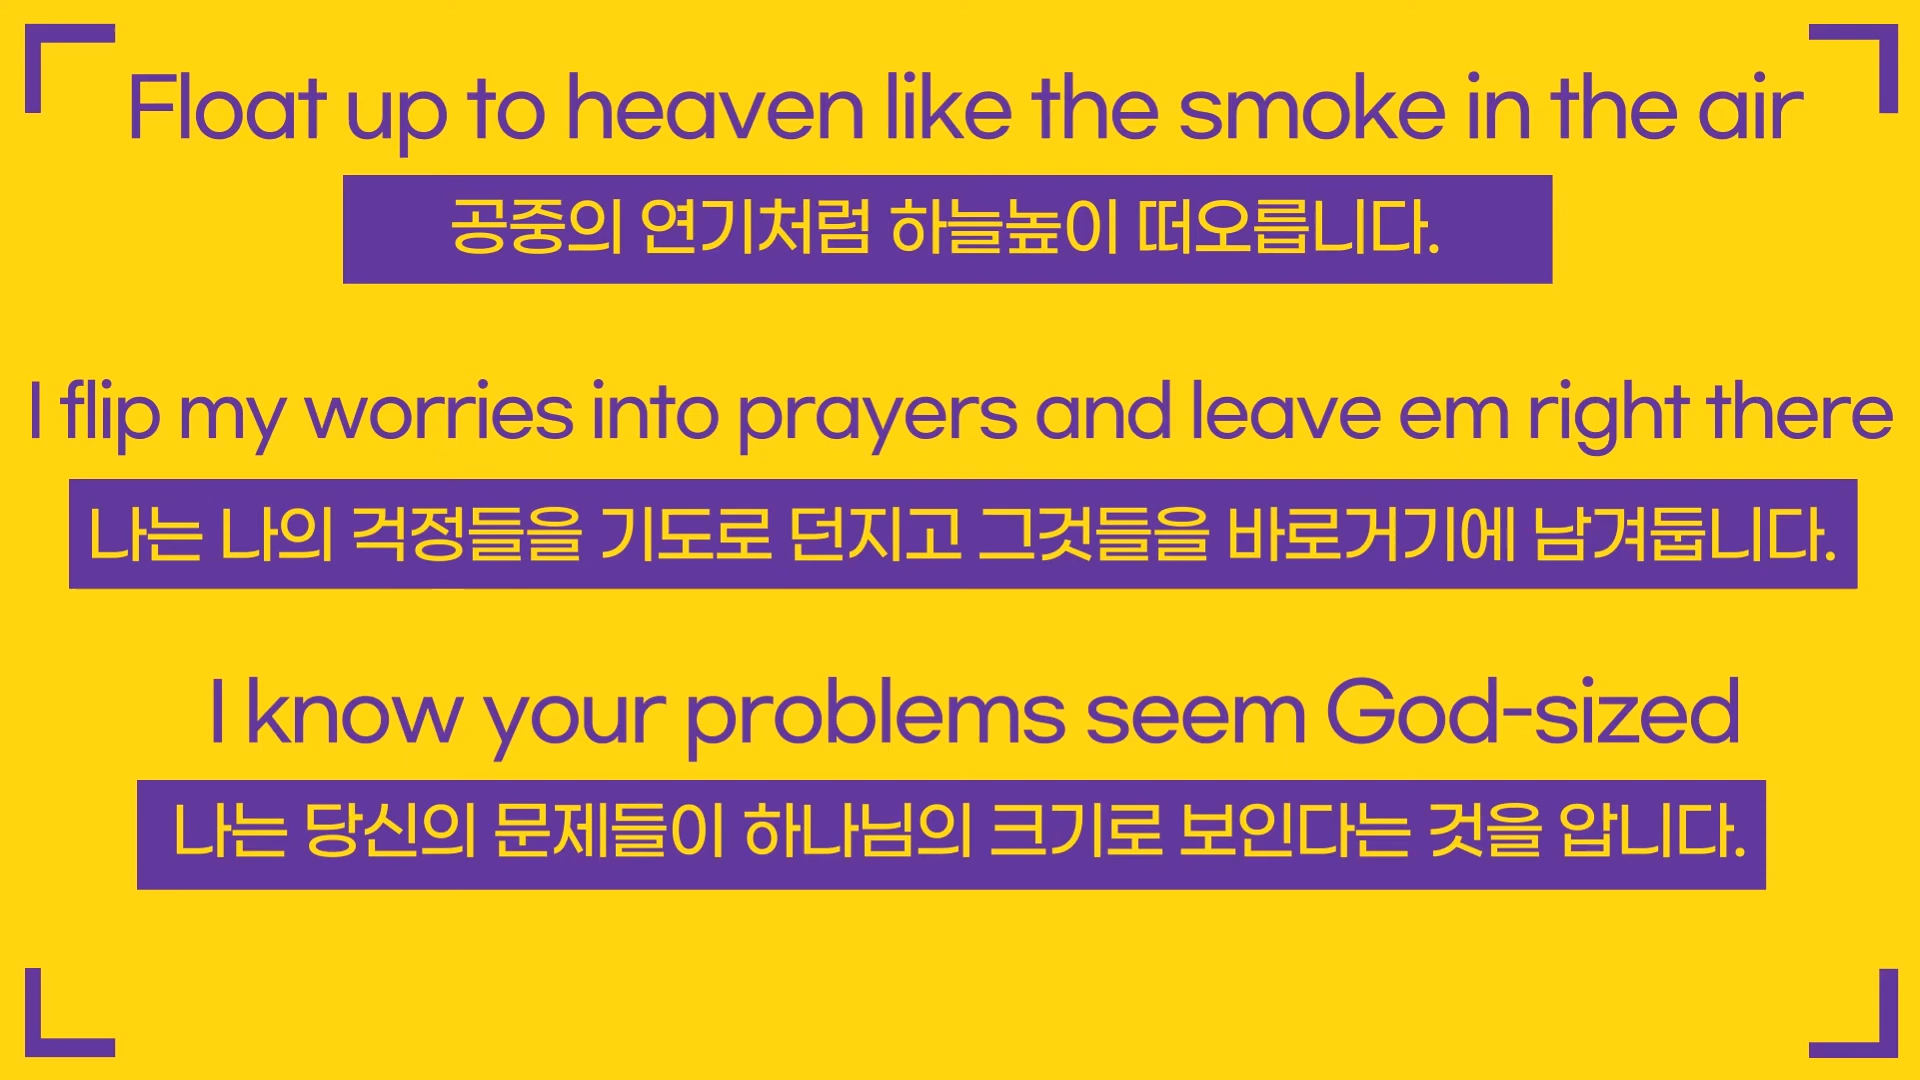 Float up to heaven like the smoke in the air
공중의 연기처럼 하늘높이 떠오릅니다.
I flip my worries into prayers and leave em right there
나는 나의 걱정들을 기도로 던지고 그것들을 바로거기에 남겨둡니다.
I know your problems seem God-sized
나는 당신의 문제들이 하나님의 크기로 보인다는 것을 압니다.